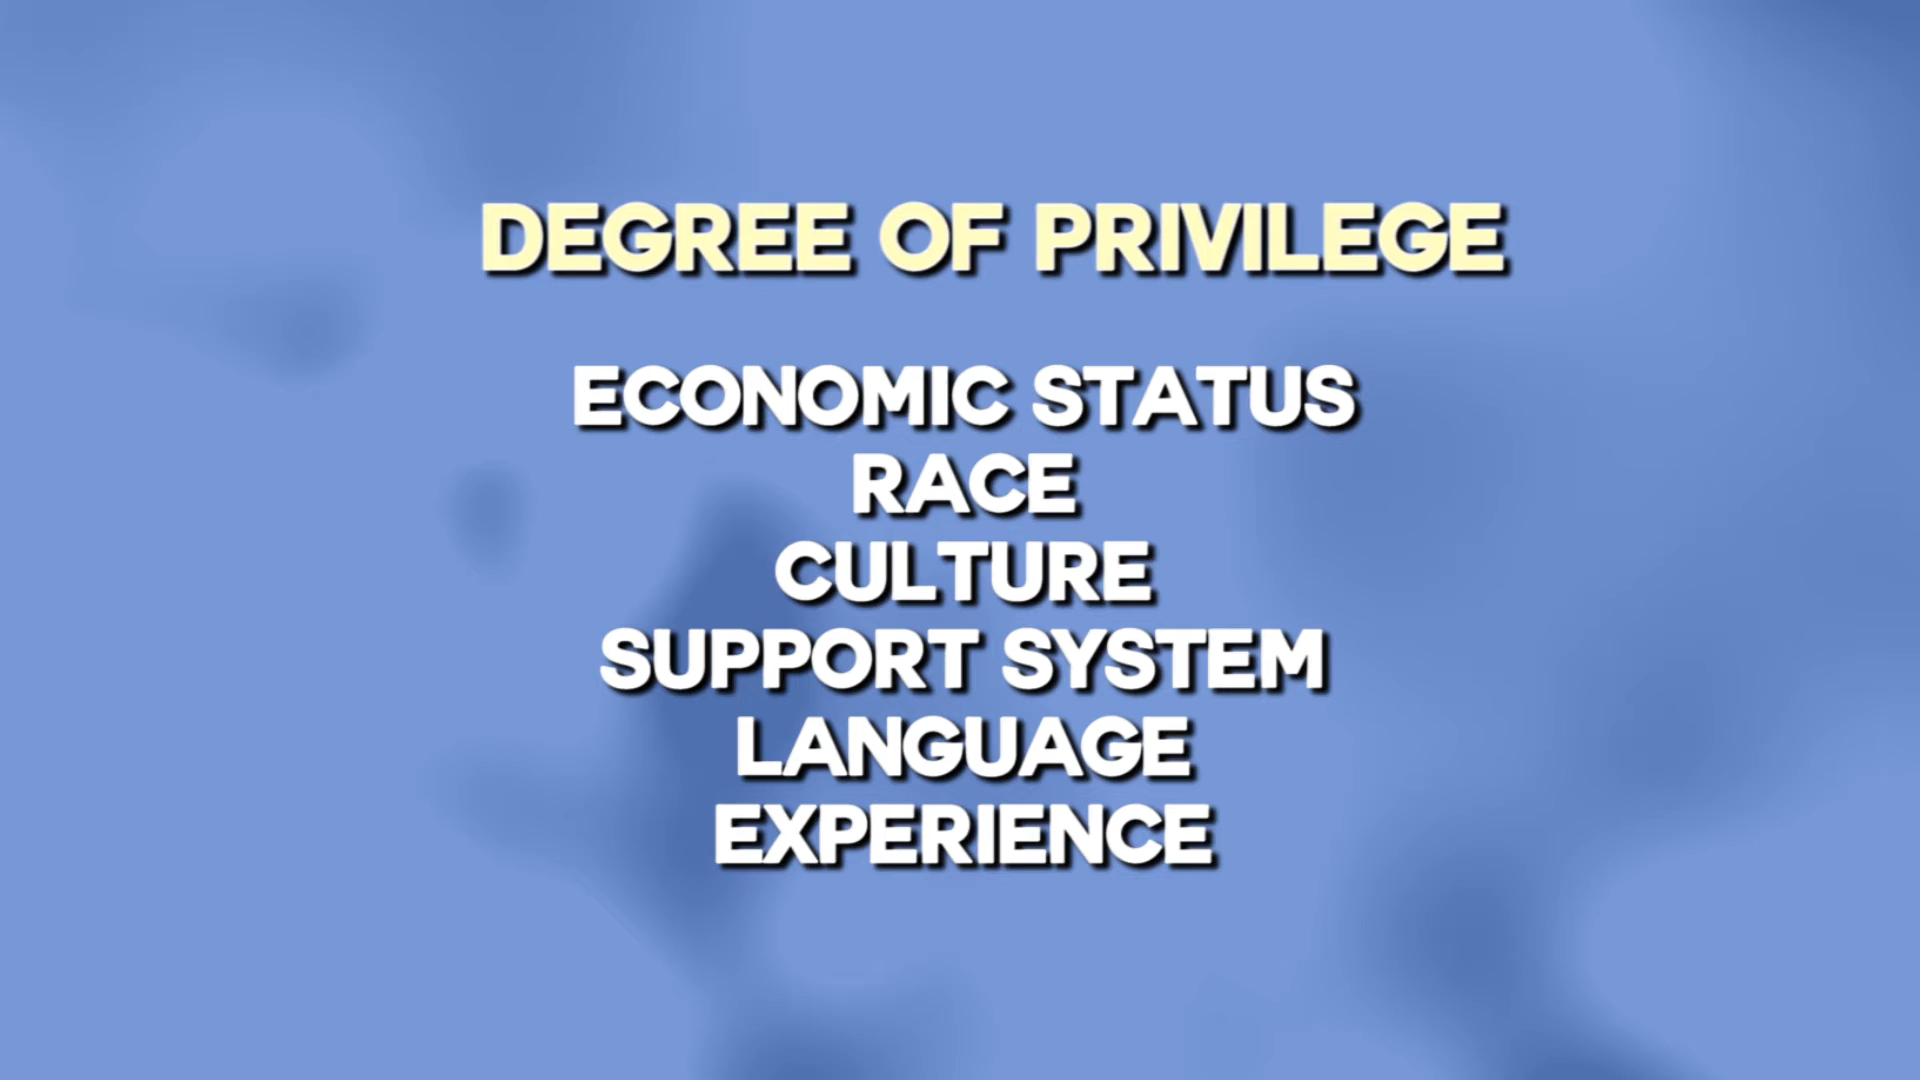 DEGREE OF PRIVILEGE
ECONOMIC STATUS
RACE
CULTURE
SUPPORT SYSTEM
LANGUAGE
EXPERIENCE